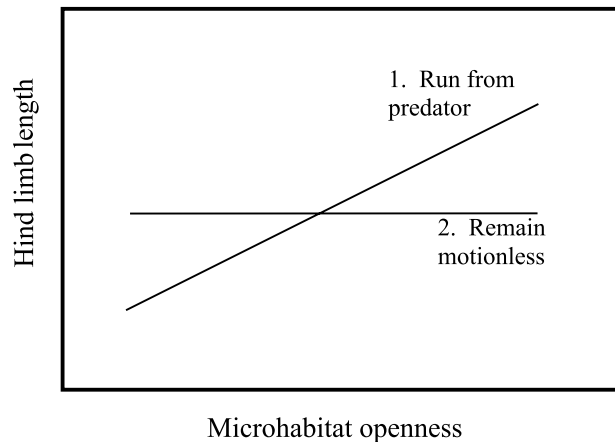 Hind limb length
1. Run from
predator
2. Remain
motionless
Microhabitat openness